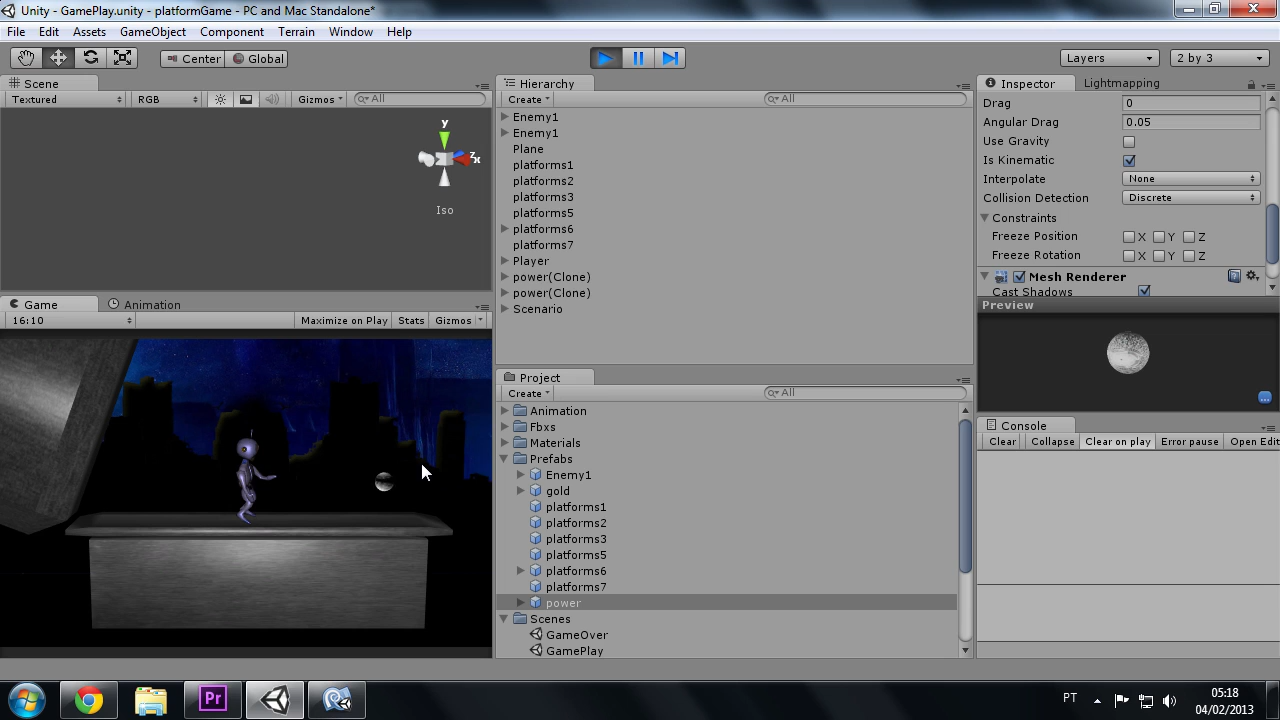 Unity - GamePlay.unity - platformGame - PC and Mac Standalone*
File Edit Assets GameObject Component Terrain Window Help
Center Global Layers 2 by 3
Scene
Textured RGB Gizmos All
y
z x
Iso
Game Animation
16:10 Maximize on Play Stats Gizmos
Hierarchy
Create All
Enemy1
Enemy1
Plane
platforms1
platforms2
platforms3
platforms5
platforms6
platforms7
Player
power(Clone)
power(Clone)
Scenario
Project
Create All
Animation
Fbxs
Materials
Prefabs
Enemy1
gold
platforms1
platforms2
platforms3
platforms5
platforms6
platforms7
power
Scenes
GameOver
GamePlay
Inspector Lightmapping
Drag 0
Angular Drag 0.05
Use Gravity
Is Kinematic
Interpolate None
Collision Detection Discrete
Constraints
Freeze Position X Y Z
Freeze Rotation X Y Z
Mesh Renderer
Cast Shadows
Preview
Console
Clear Collapse Clear on play Error pause Open Edit
Pr
PT
05:18
04/02/2013